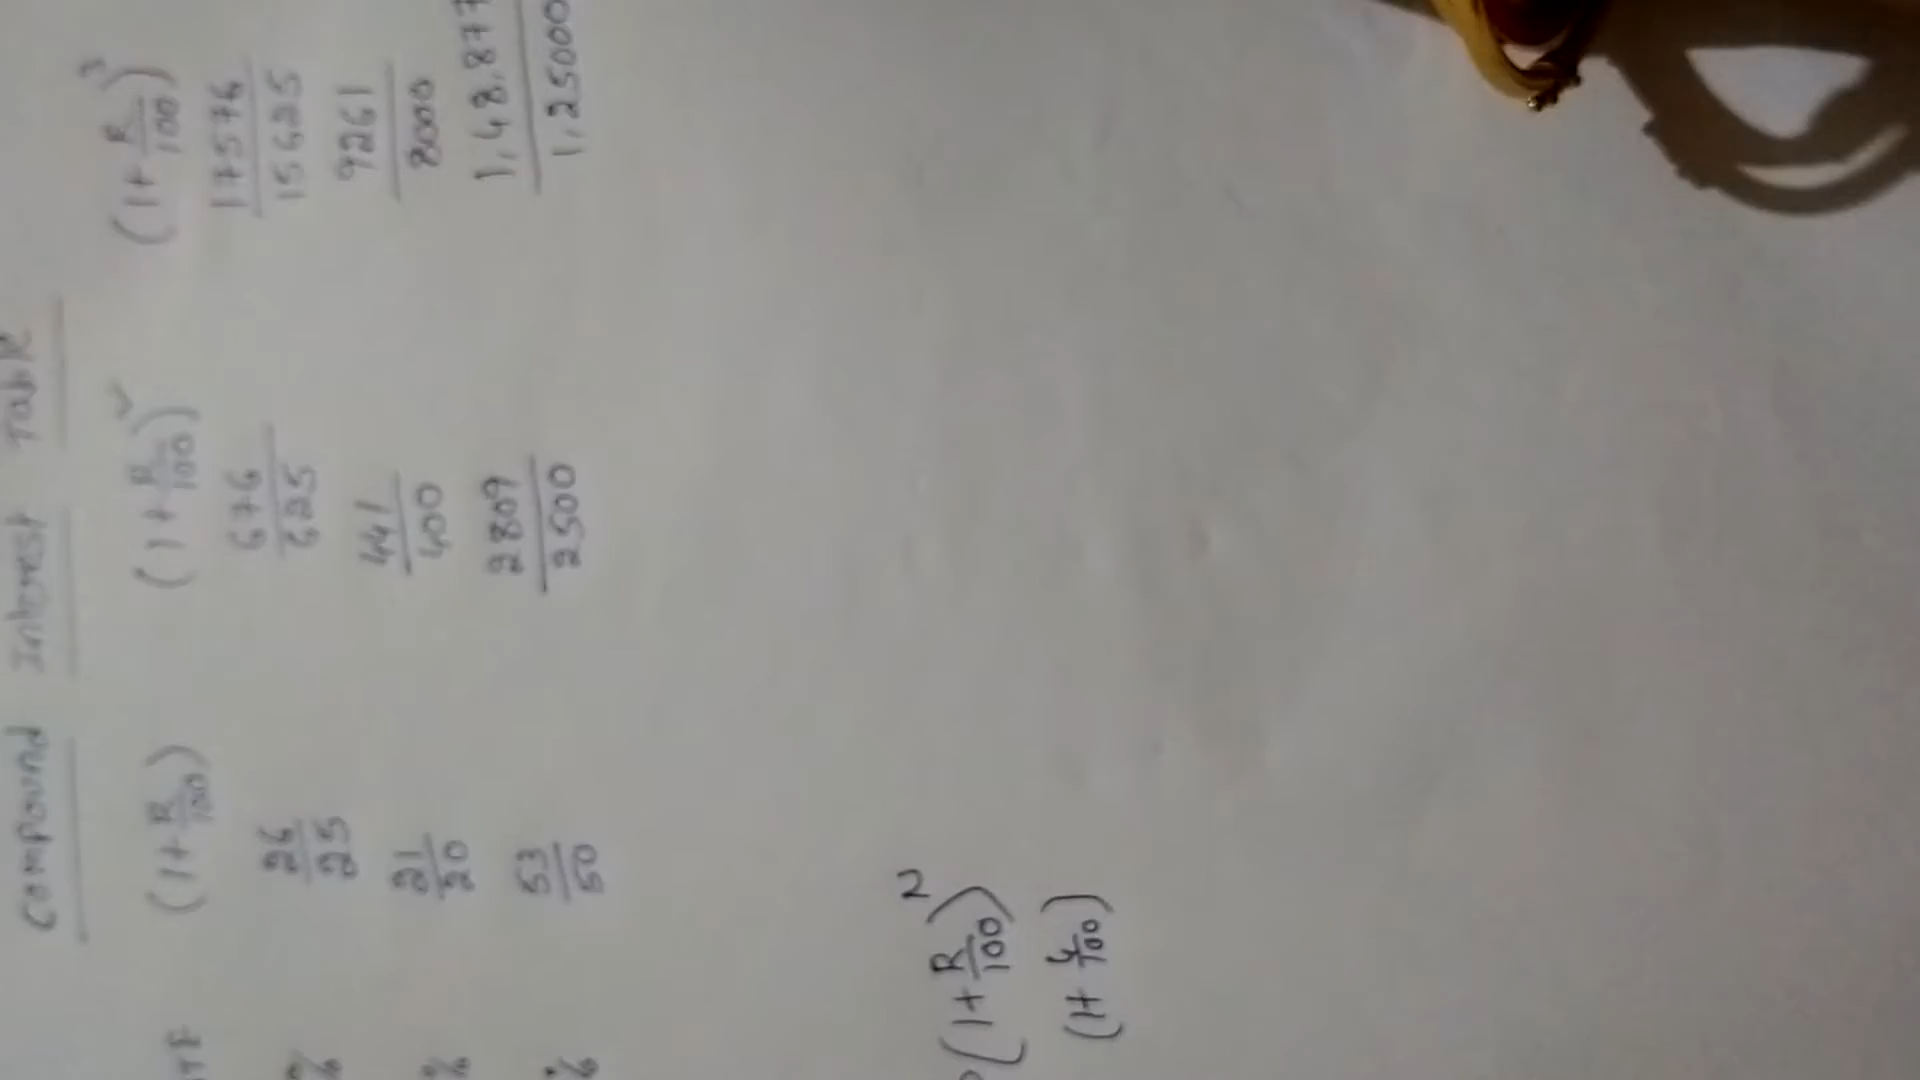 Compound Interest Table
(1+R/100) (1+R/100)² (1+R/100)³
% 26/25 676/625 17576/15625
% 21/20 441/400 9261/8000
% 53/50 2809/2500 1,48,877/1,25000
(1+R/100)^N
(1+4/100)